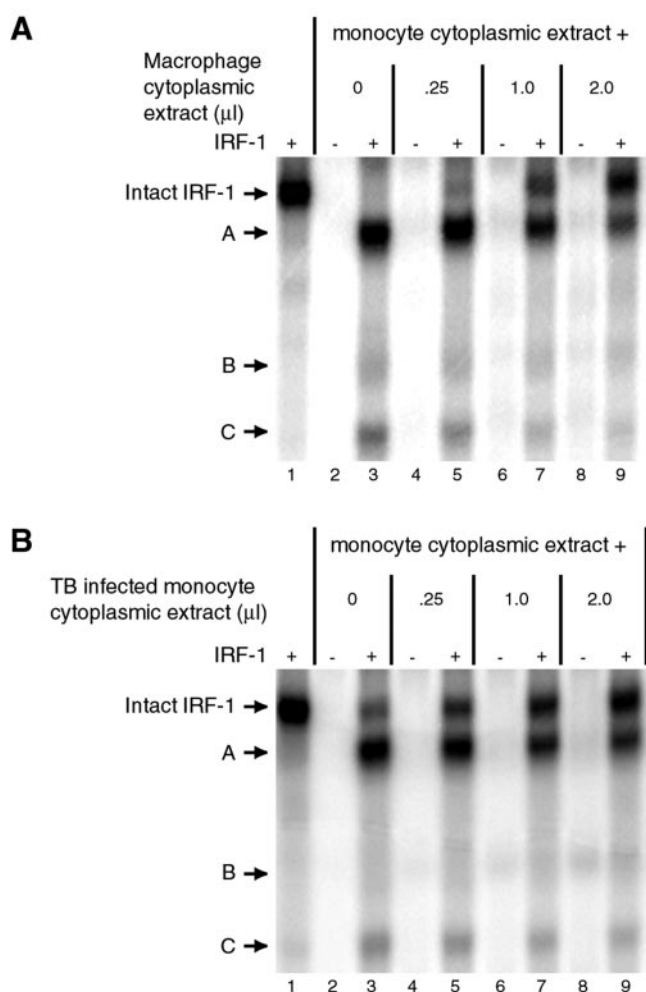 A
monocyte cytoplasmic extract +
Macrophage
cytoplasmic
extract (µl)
0 .25 1.0 2.0
IRF-1 + - + - + - + - +
Intact IRF-1
A
B
C
1 2 3 4 5 6 7 8 9
B
monocyte cytoplasmic extract +
TB infected monocyte
cytoplasmic extract (µl)
0 .25 1.0 2.0
IRF-1 + - + - + - + - +
Intact IRF-1
A
B
C
1 2 3 4 5 6 7 8 9